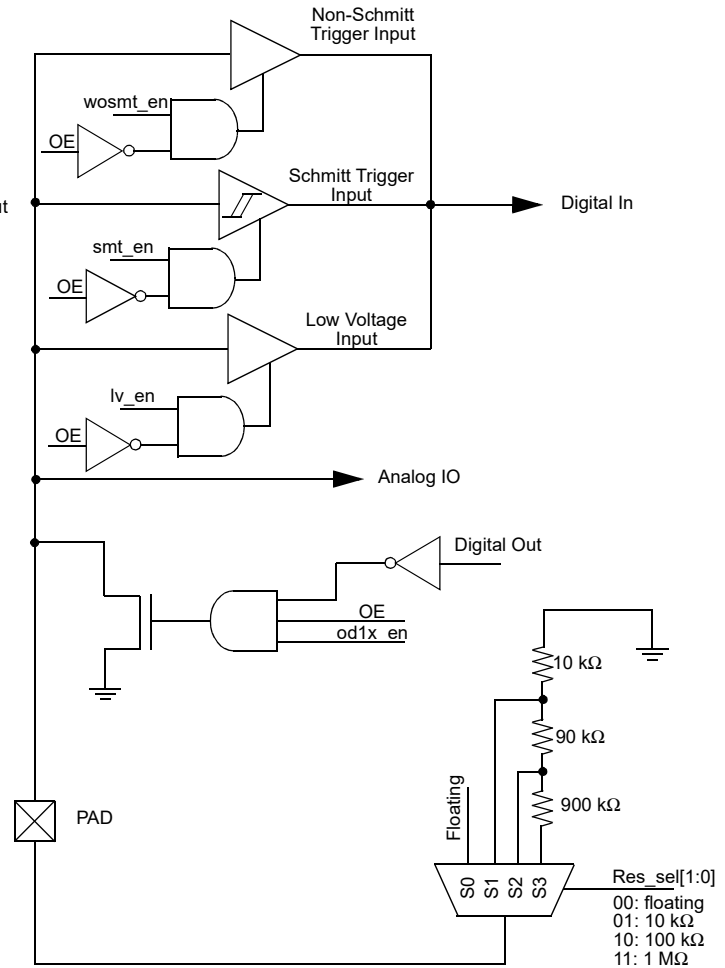 Non-Schmitt
Trigger Input
wosmt_en
OE
Schmitt Trigger
Input
Digital In
smt_en
OE
Low Voltage
Input
lv_en
OE
Analog IO
Digital Out
OE
od1x_en
10 kΩ
90 kΩ
900 kΩ
Floating
PAD
S0
S1
S2
S3
Res_sel[1:0]
00: floating
01: 10 kΩ
10: 100 kΩ
11: 1 MΩ